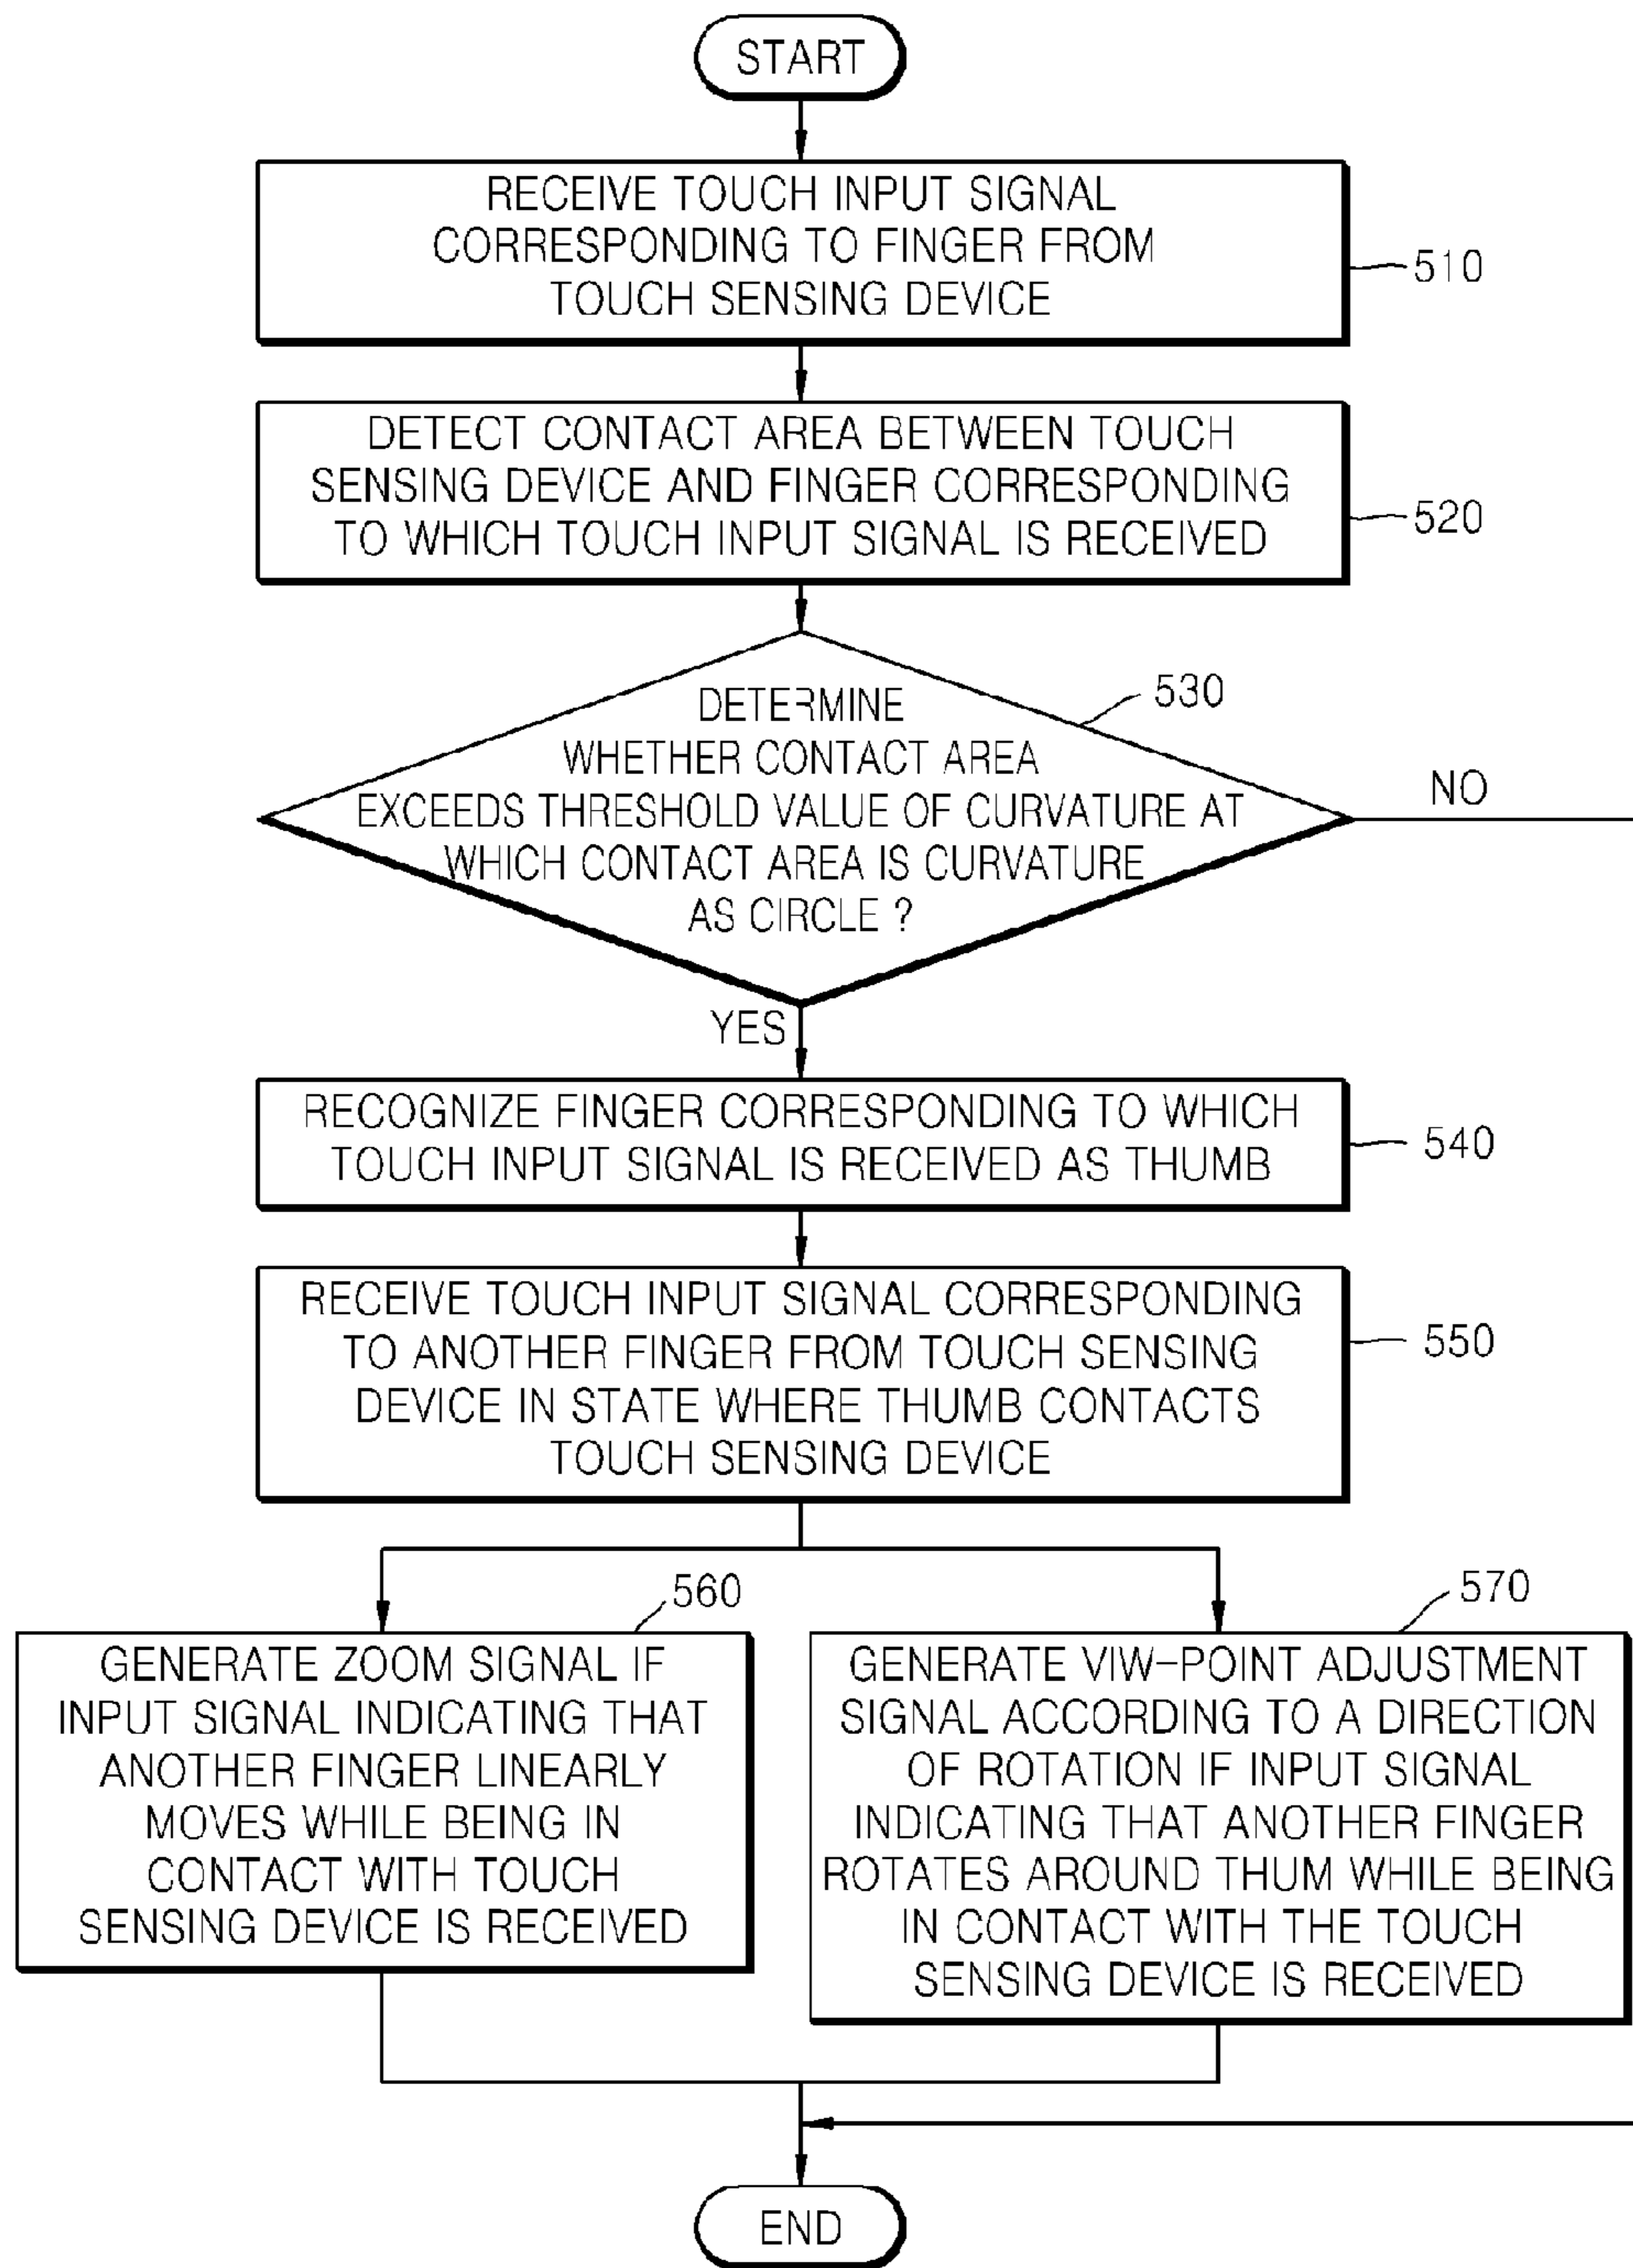 START
RECEIVE TOUCH INPUT SIGNAL
CORRESPONDING TO FINGER FROM
TOUCH SENSING DEVICE
510
DETECT CONTACT AREA BETWEEN TOUCH
SENSING DEVICE AND FINGER CORRESPONDING
TO WHICH TOUCH INPUT SIGNAL IS RECEIVED
520
DETERMINE
WHETHER CONTACT AREA
EXCEEDS THRESHOLD VALUE OF CURVATURE AT
WHICH CONTACT AREA IS CURVATURE
AS CIRCLE ?
530
NO
YES
RECOGNIZE FINGER CORRESPONDING TO WHICH
TOUCH INPUT SIGNAL IS RECEIVED AS THUMB
540
RECEIVE TOUCH INPUT SIGNAL CORRESPONDING
TO ANOTHER FINGER FROM TOUCH SENSING
DEVICE IN STATE WHERE THUMB CONTACTS
TOUCH SENSING DEVICE
550
560
GENERATE ZOOM SIGNAL IF
INPUT SIGNAL INDICATING THAT
ANOTHER FINGER LINEARLY
MOVES WHILE BEING IN
CONTACT WITH TOUCH
SENSING DEVICE IS RECEIVED
570
GENERATE VIW-POINT ADJUSTMENT
SIGNAL ACCORDING TO A DIRECTION
OF ROTATION IF INPUT SIGNAL
INDICATING THAT ANOTHER FINGER
ROTATES AROUND THUM WHILE BEING
IN CONTACT WITH THE TOUCH
SENSING DEVICE IS RECEIVED
END